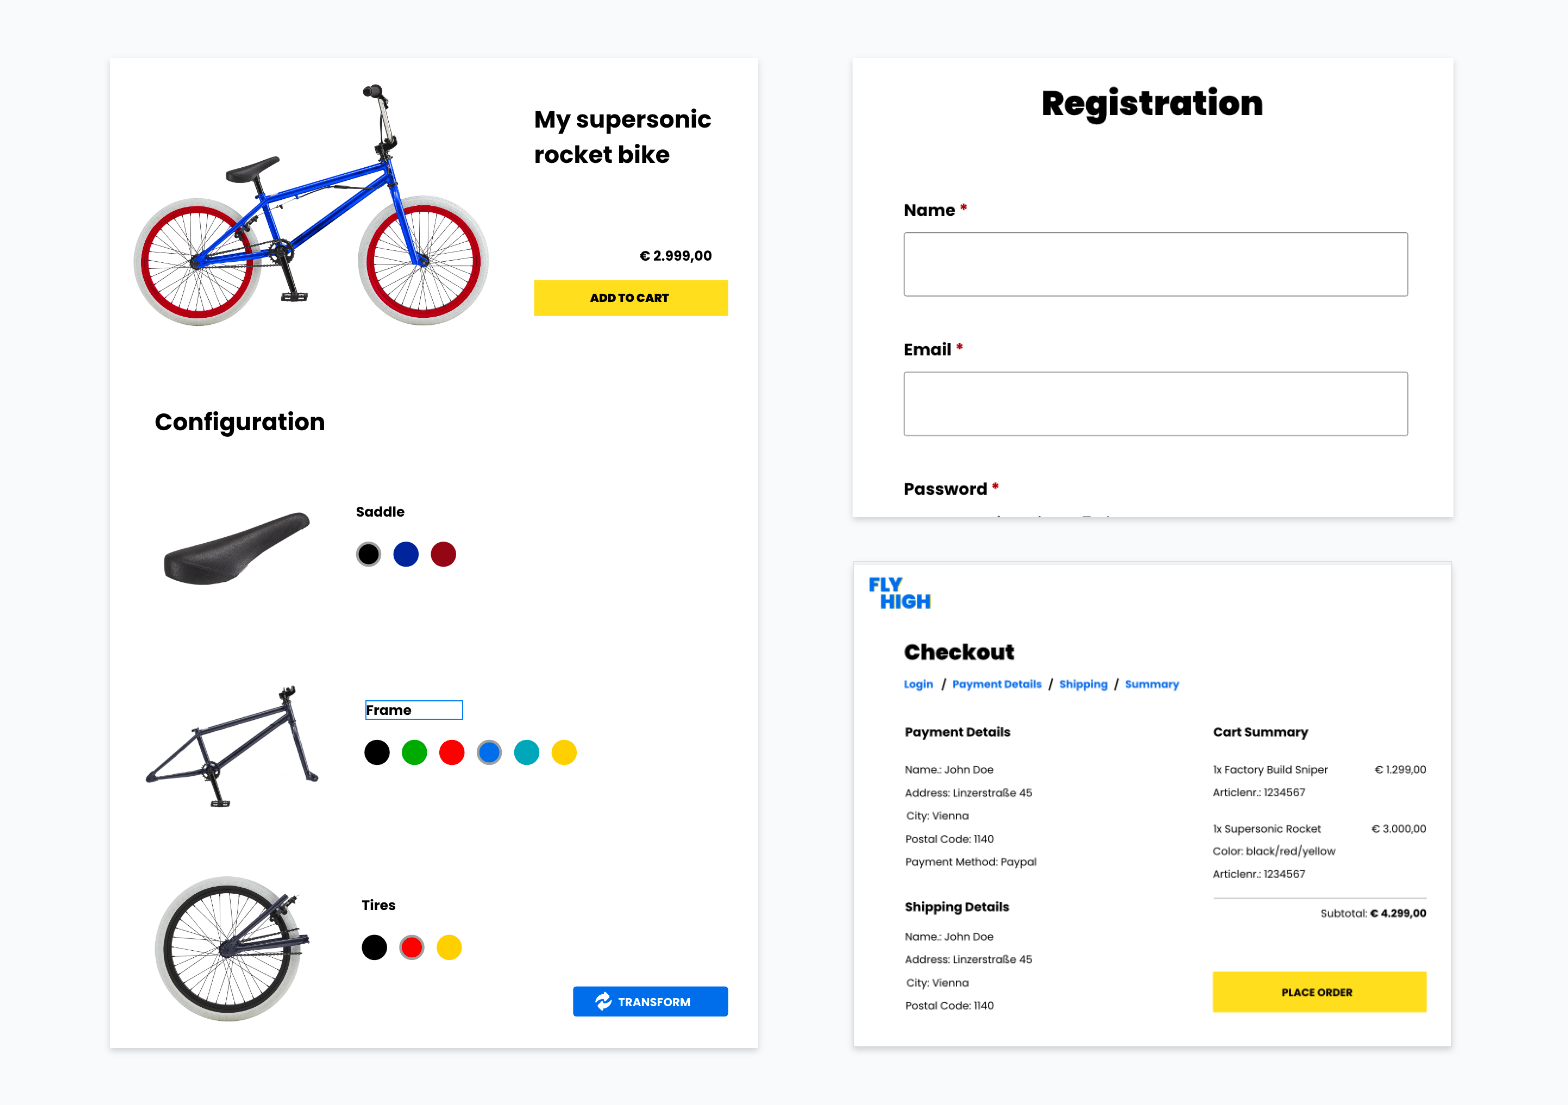 My supersonic
rocket bike
€ 2.999,00
ADD TO CART
Configuration
Saddle
Frame
Tires
TRANSFORM
Registration
Name *
Email *
Password *
FLY
HIGH
Checkout
Login / Payment Details / Shipping / Summary
Payment Details
Name.: John Doe
Address: Linzerstraße 45
City: Vienna
Postal Code: 1140
Payment Method: Paypal
Shipping Details
Name.: John Doe
Address: Linzerstraße 45
City: Vienna
Postal Code: 1140
Cart Summary
1x Factory Build Sniper € 1.299,00
Articlenr.: 1234567
1x Supersonic Rocket € 3.000,00
Color: black/red/yellow
Articlenr.: 1234567
Subtotal: € 4.299,00
PLACE ORDER